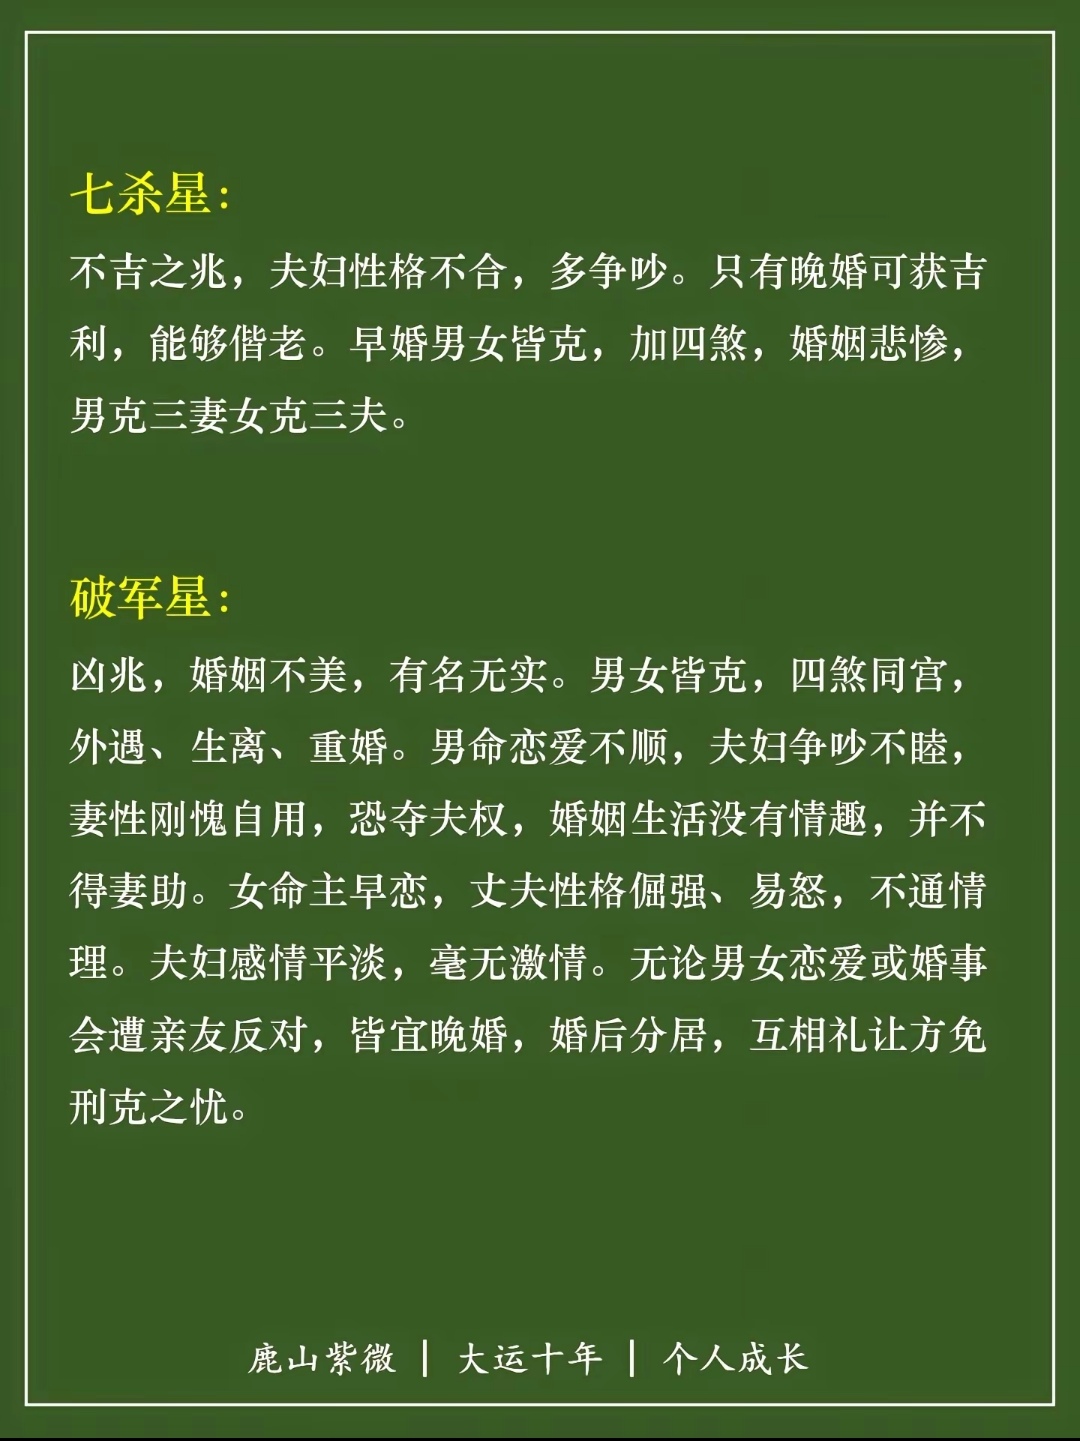 七杀星：
不吉之兆，夫妇性格不合，多争吵。只有晚婚可获吉
利，能够偕老。早婚男女皆克，加四煞，婚姻悲惨，
男克三妻女克三夫。
破军星：
凶兆，婚姻不美，有名无实。男女皆克，四煞同宫，
外遇、生离、重婚。男命恋爱不顺，夫妇争吵不睦，
妻性刚愧自用，恐夺夫权，婚姻生活没有情趣，并不
得妻助。女命主早恋，丈夫性格倔强、易怒，不通情
理。夫妇感情平淡，毫无激情。无论男女恋爱或婚事
会遭亲友反对，皆宜晚婚，婚后分居，互相礼让方免
刑克之忧。
鹿山紫微 | 大运十年 | 个人成长